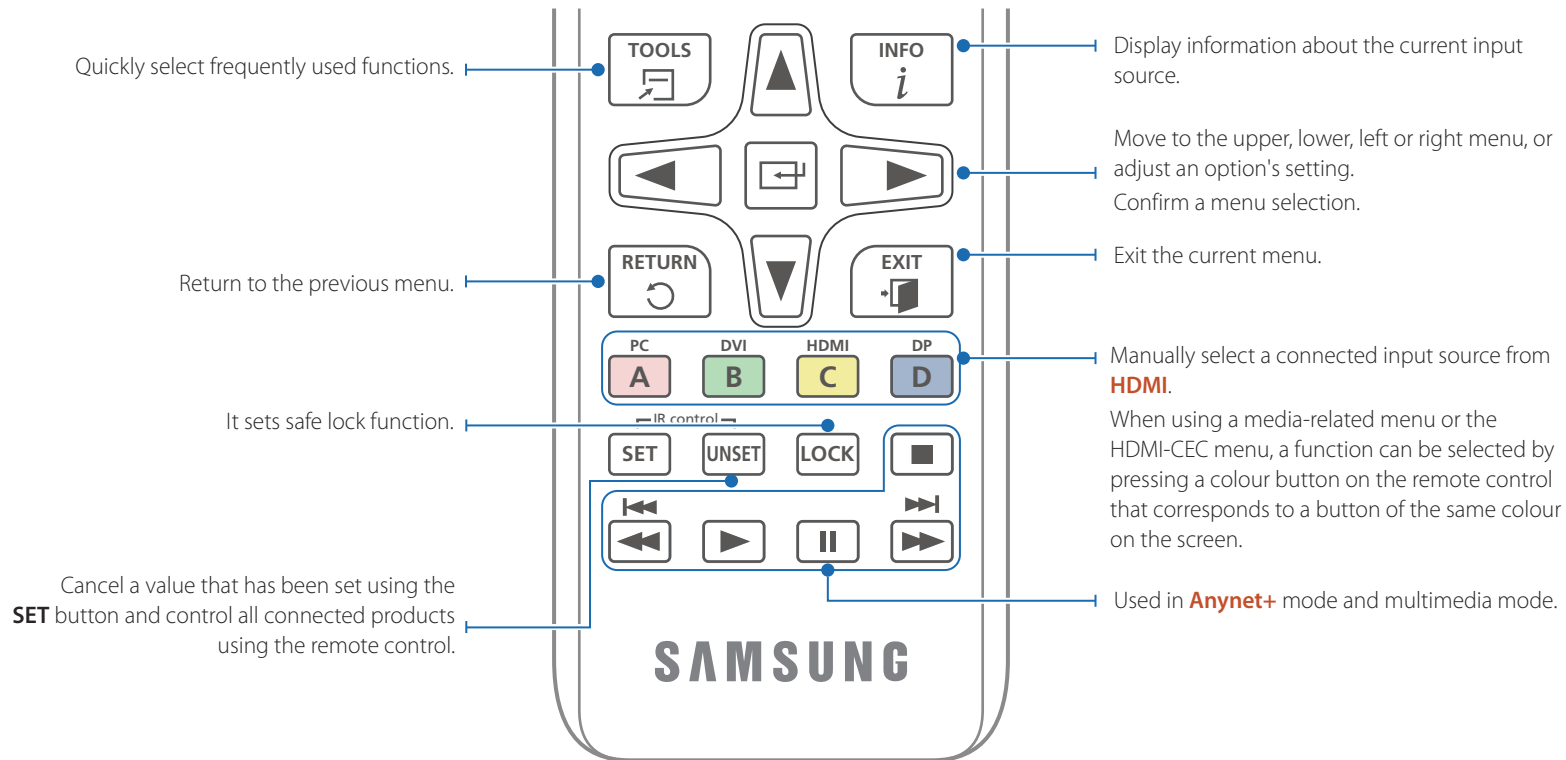 TOOLS
INFO
i
Quickly select frequently used functions.
Display information about the current input
source.
Move to the upper, lower, left or right menu, or
adjust an option's setting.
Confirm a menu selection.
RETURN
EXIT
Return to the previous menu.
Exit the current menu.
PC DVI HDMI DP
A B C D
Manually select a connected input source from
HDMI.
When using a media-related menu or the
HDMI-CEC menu, a function can be selected by
pressing a colour button on the remote control
that corresponds to a button of the same colour
on the screen.
It sets safe lock function.
IR control
SET UNSET LOCK
Cancel a value that has been set using the
SET button and control all connected products
using the remote control.
Used in Anynet+ mode and multimedia mode.
SAMSUNG